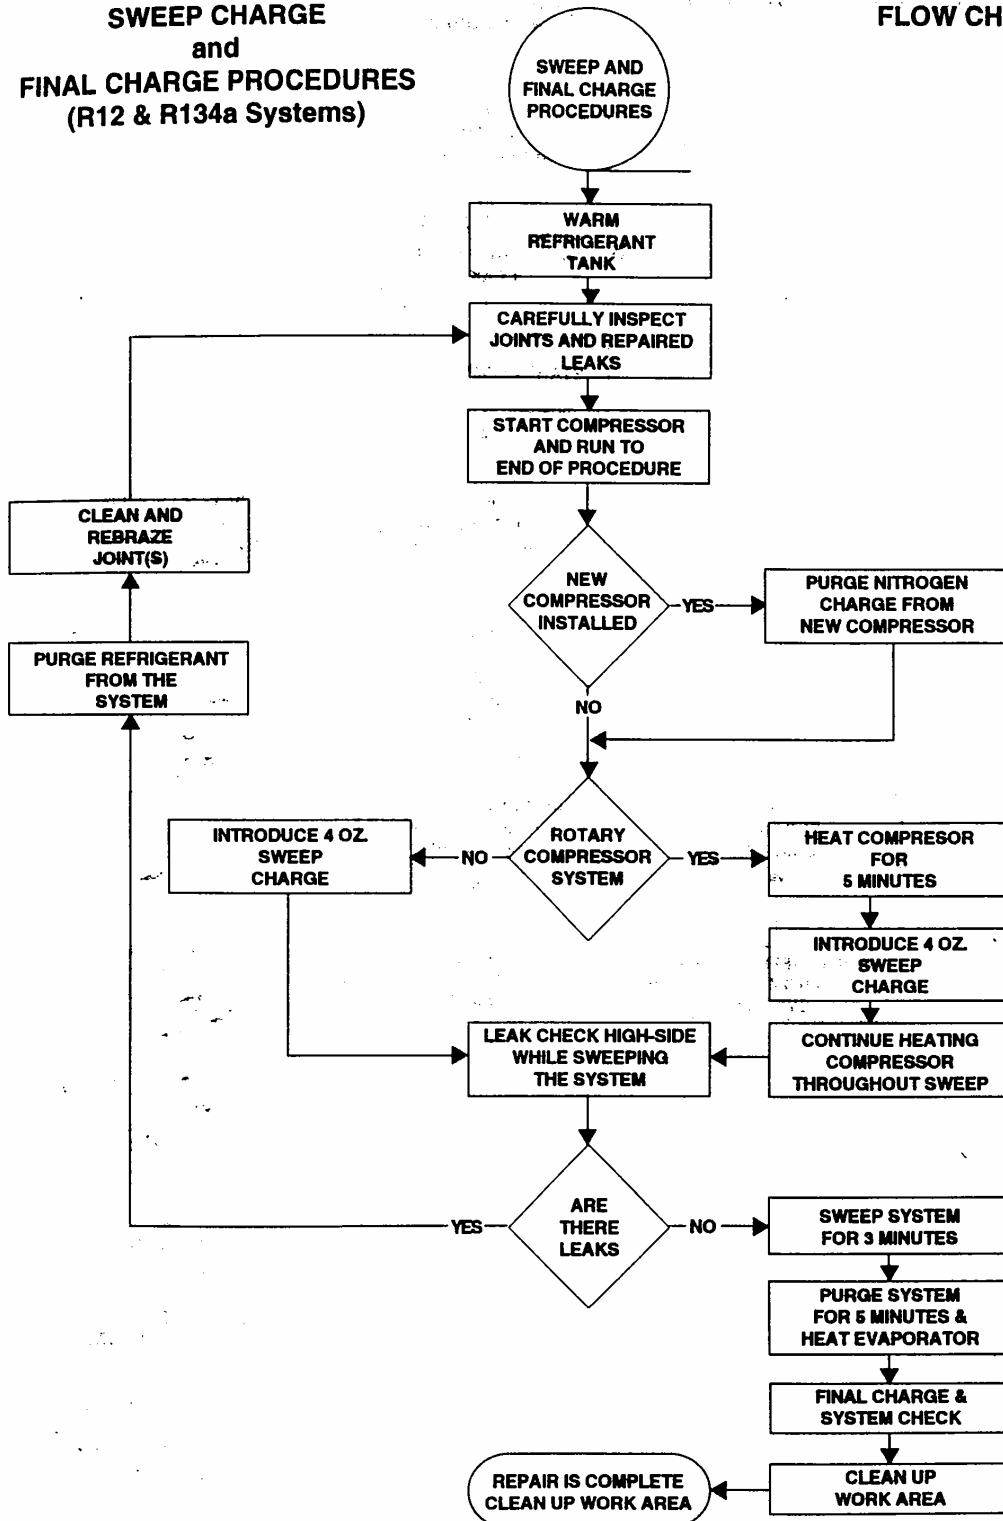 SWEEP CHARGE
and
FINAL CHARGE PROCEDURES
(R12 & R134a Systems)
FLOW CH
SWEEP AND
FINAL CHARGE
PROCEDURES
WARM
REFRIGERANT
TANK
CAREFULLY INSPECT
JOINTS AND REPAIRED
LEAKS
START COMPRESSOR
AND RUN TO
END OF PROCEDURE
CLEAN AND
REBRAZE
JOINT(S)
NEW
COMPRESSOR
INSTALLED
YES
PURGE NITROGEN
CHARGE FROM
NEW COMPRESSOR
PURGE REFRIGERANT
FROM THE
SYSTEM
NO
INTRODUCE 4 OZ.
SWEEP
CHARGE
NO
ROTARY
COMPRESSOR
SYSTEM
YES
HEAT COMPRESOR
FOR
5 MINUTES
INTRODUCE 4 OZ.
SWEEP
CHARGE
LEAK CHECK HIGH-SIDE
WHILE SWEEPING
THE SYSTEM
CONTINUE HEATING
COMPRESSOR
THROUGHOUT SWEEP
YES
ARE
THERE
LEAKS
NO
SWEEP SYSTEM
FOR 3 MINUTES
PURGE SYSTEM
FOR 5 MINUTES &
HEAT EVAPORATOR
FINAL CHARGE &
SYSTEM CHECK
REPAIR IS COMPLETE
CLEAN UP WORK AREA
CLEAN UP
WORK AREA